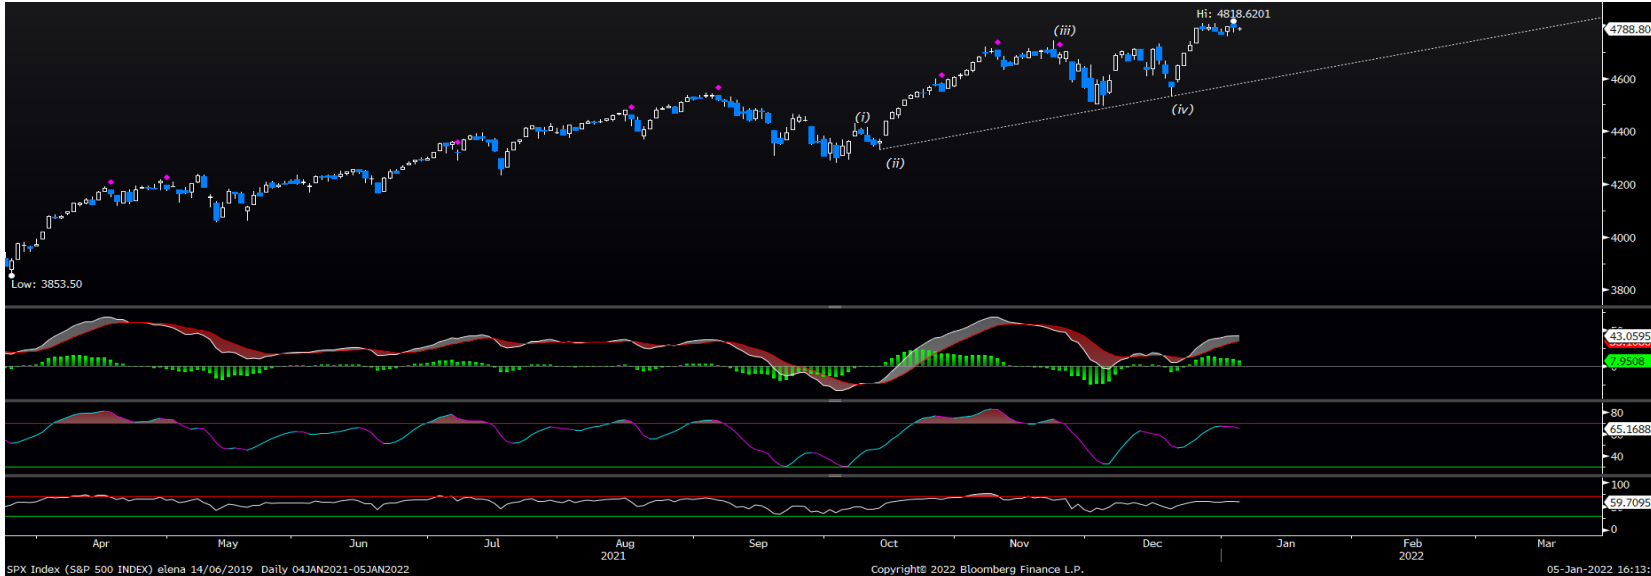 Hi: 4818.6201
(iii)
4788.80
4600
(i)
(iv)
4400
(ii)
4200
4000
Low: 3853.50
3800
43.0595
7.9508
0
80
65.1688
40
100
59.7095
0
Apr May Jun Jul Aug Sep Oct Nov Dec Jan Feb Mar
2021 2022
SPX Index (S&P 500 INDEX) elena 14/06/2019 Daily 04JAN2021-05JAN2022 Copyright© 2022 Bloomberg Finance L.P. 05-Jan-2022 16:13: